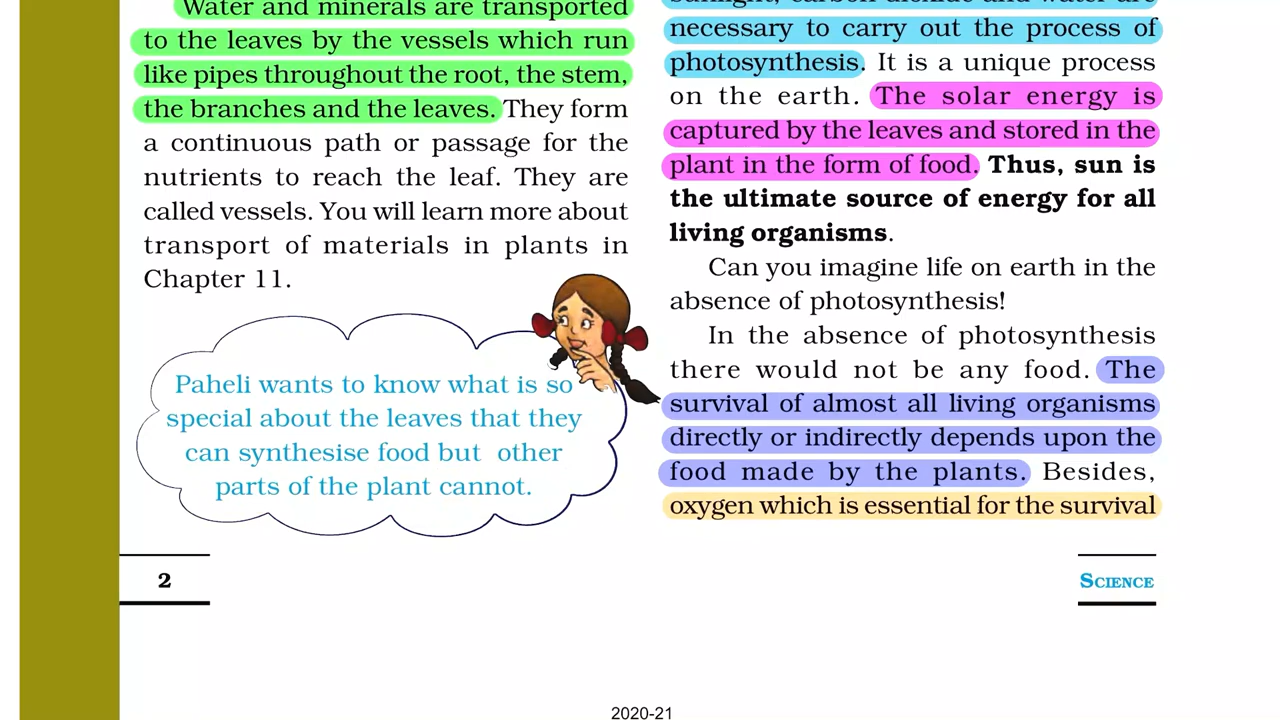 Water and minerals are transported
to the leaves by the vessels which run
like pipes throughout the root, the stem,
the branches and the leaves. They form
a continuous path or passage for the
nutrients to reach the leaf. They are
called vessels. You will learn more about
transport of materials in plants in
Chapter 11.
Paheli wants to know what is so
special about the leaves that they
can synthesise food but other
parts of the plant cannot.
sunlight, carbon dioxide and water are
necessary to carry out the process of
photosynthesis. It is a unique process
on the earth. The solar energy is
captured by the leaves and stored in the
plant in the form of food. Thus, sun is
the ultimate source of energy for all
living organisms.
Can you imagine life on earth in the
absence of photosynthesis!
In the absence of photosynthesis
there would not be any food. The
survival of almost all living organisms
directly or indirectly depends upon the
food made by the plants. Besides,
oxygen which is essential for the survival
2
SCIENCE
2020-21